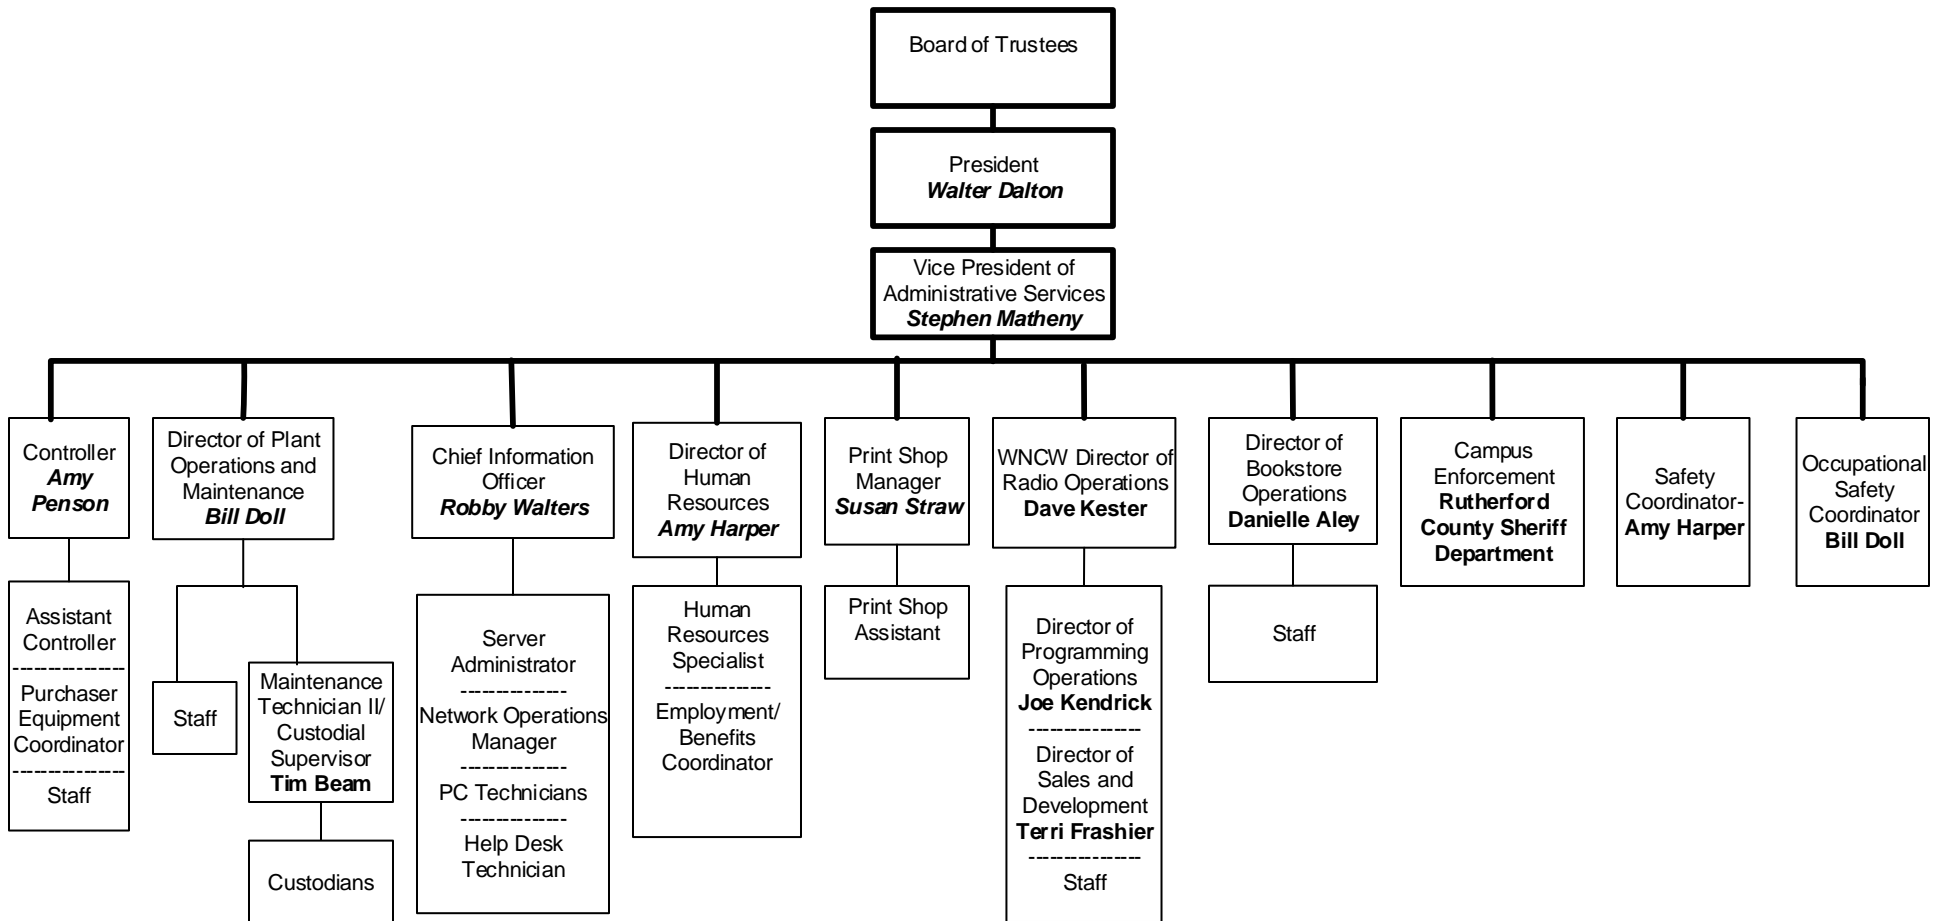 Board of Trustees
President
Walter Dalton
Vice President of
Administrative Services
Stephen Matheny
Controller
Amy
Penson
Director of Plant
Operations and
Maintenance
Bill Doll
Chief Information
Officer
Robby Walters
Director of
Human
Resources
Amy Harper
Print Shop
Manager
Susan Straw
WNCW Director of
Radio Operations
Dave Kester
Director of
Bookstore
Operations
Danielle Aley
Campus
Enforcement
Rutherford
County Sheriff
Department
Safety
Coordinator-
Amy Harper
Occupational
Safety
Coordinator
Bill Doll
Assistant
Controller
----------------
Purchaser
Equipment
Coordinator
----------------
Staff
Staff
Maintenance
Technician II/
Custodial
Supervisor
Tim Beam
Custodians
Server
Administrator
---------------
Network Operations
Manager
---------------
PC Technicians
---------------
Help Desk
Technician
Human
Resources
Specialist
---------------
Employment/
Benefits
Coordinator
Print Shop
Assistant
Director of
Programming
Operations
Joe Kendrick
----------------
Director of
Sales and
Development
Terri Frashier
----------------
Staff
Staff